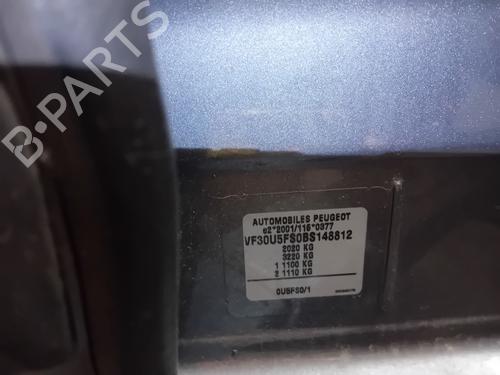 B-PARTS
AUTOMOBILES PEUGEOT
e2*2001/116*0377
VF30U5FS0BS148812
2020 KG
3220 KG
1 1100 KG
2 1110 KG
0U5FS0/1